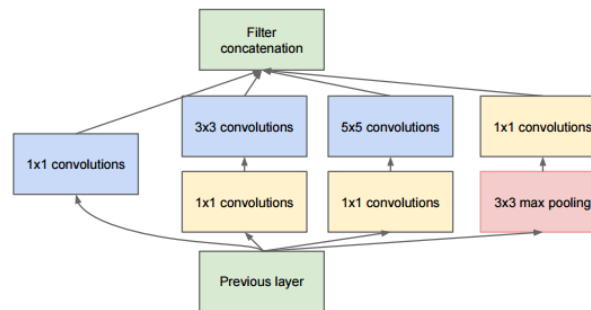 Filter
concatenation
3x3 convolutions
5x5 convolutions
1x1 convolutions
1x1 convolutions
1x1 convolutions
1x1 convolutions
3x3 max pooling
Previous layer